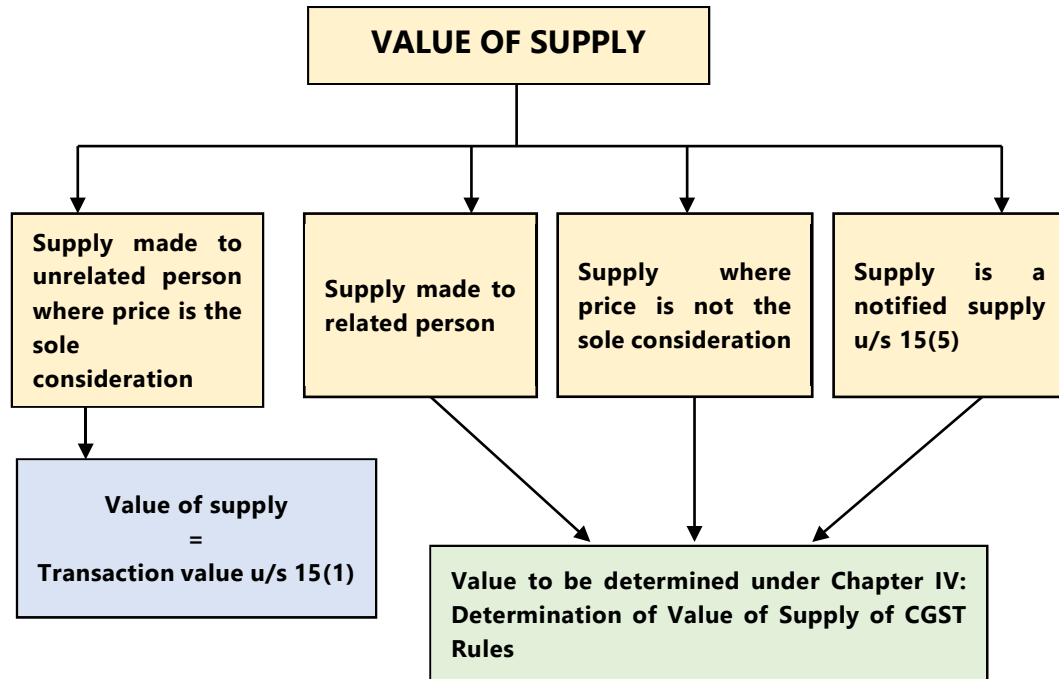 VALUE OF SUPPLY
Supply made to
unrelated person
where price is the
sole
consideration
Supply made to
related person
Supply where
price is not the
sole consideration
Supply is a
notified supply
u/s 15(5)
Value of supply
=
Transaction value u/s 15(1)
Value to be determined under Chapter IV:
Determination of Value of Supply of CGST
Rules